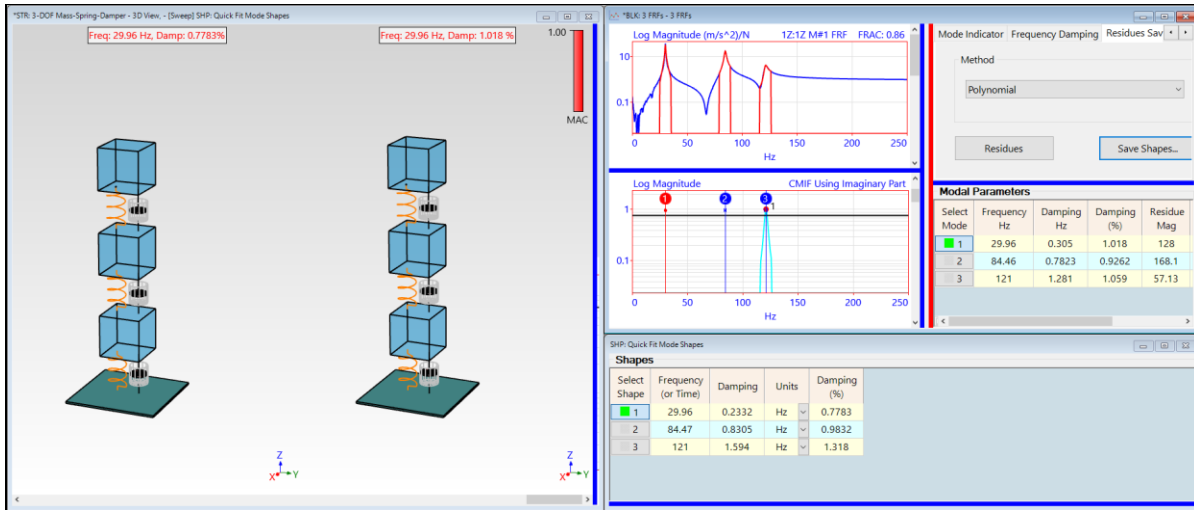 *STR: 3-DOF Mass-Spring-Damper - 3D View, - [Sweep] SHP: Quick Fit Mode Shapes
Freq: 29.96 Hz, Damp: 0.7783%
Freq: 29.96 Hz, Damp: 1.018 %
1.00
MAC
Z
X
Y
Z
X
Y
*BLK: 3 FRFs - 3 FRFs
Log Magnitude (m/s^2)/N 1Z:1Z M#1 FRF FRAC: 0.86
10
0.1
0 50 100 150 200 250
Hz
Log Magnitude CMIF Using Imaginary Part
1 2 3 1
1
0.1
0 50 100 150 200 250
Hz
Mode Indicator Frequency Damping Residues Sav
Method
Polynomial
Residues Save Shapes...
Modal Parameters
Select Mode Frequency Hz Damping Hz Damping (%) Residue Mag
1 29.96 0.305 1.018 128
2 84.46 0.7823 0.9262 168.1
3 121 1.281 1.059 57.13
SHP: Quick Fit Mode Shapes
Shapes
Select Shape Frequency (or Time) Damping Units Damping (%)
1 29.96 0.2332 Hz 0.7783
2 84.47 0.8305 Hz 0.9832
3 121 1.594 Hz 1.318